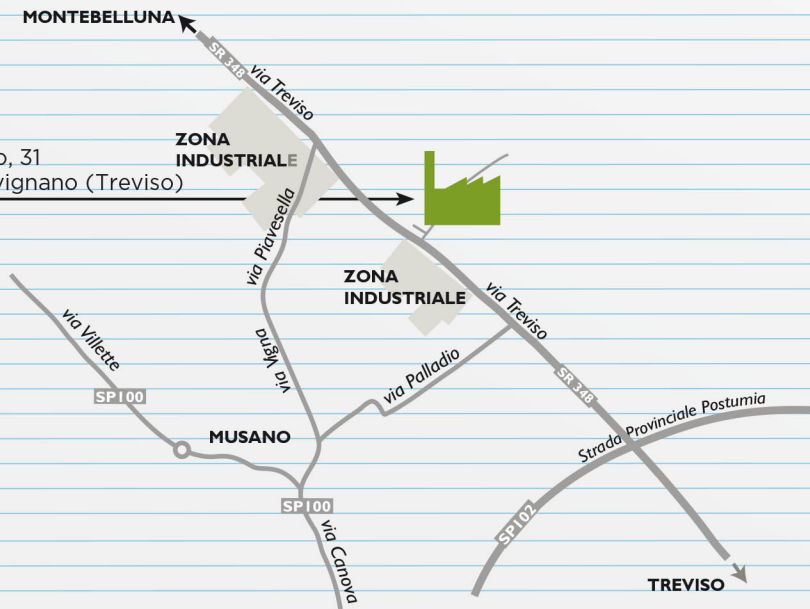 MONTEBELLUNA
SR 348
via Treviso
ZONA
INDUSTRIALE
o, 31
vignano (Treviso)
via Piavesella
ZONA
INDUSTRIALE
via Treviso
via Villette
via Vigna
via Palladio
SR 348
SP100
Strada Provinciale Postumia
MUSANO
SP100
SP102
via Canova
TREVISO